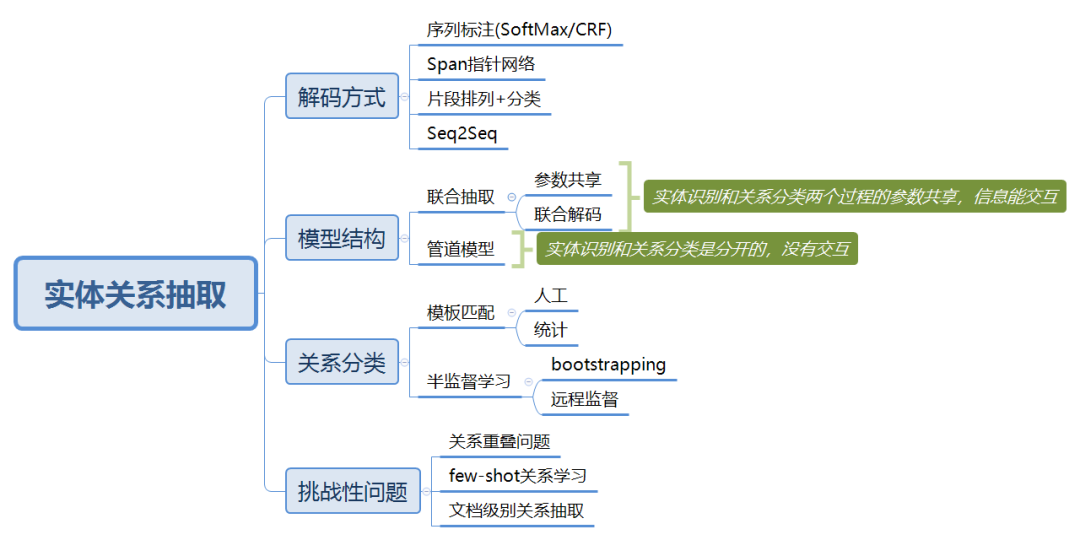 实体关系抽取
解码方式
序列标注(SoftMax/CRF)
Span指针网络
片段排列+分类
Seq2Seq
模型结构
联合抽取
参数共享
联合解码
实体识别和关系分类两个过程的参数共享，信息能交互
管道模型
实体识别和关系分类是分开的，没有交互
关系分类
模板匹配
人工
统计
半监督学习
bootstrapping
远程监督
挑战性问题
关系重叠问题
few-shot关系学习
文档级别关系抽取